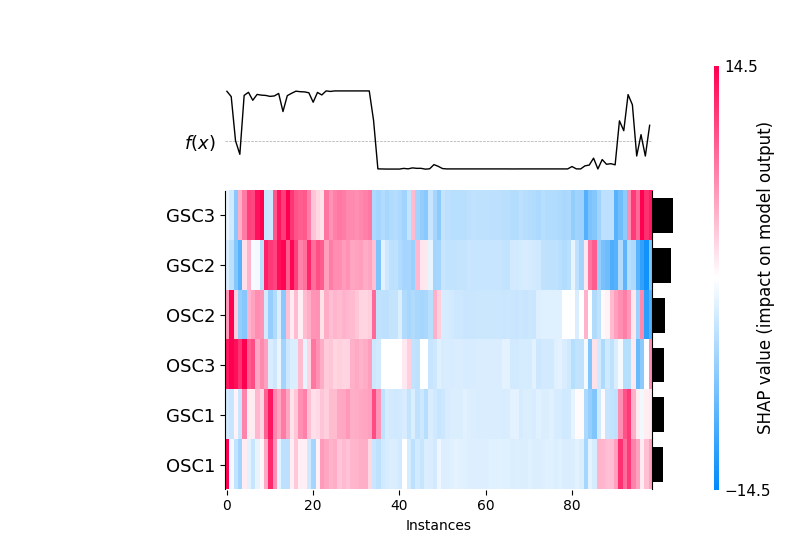 14.5
f(x)
GSC3
GSC2
OSC2
OSC3
GSC1
OSC1
0 20 40 60 80
Instances
−14.5
SHAP value (impact on model output)